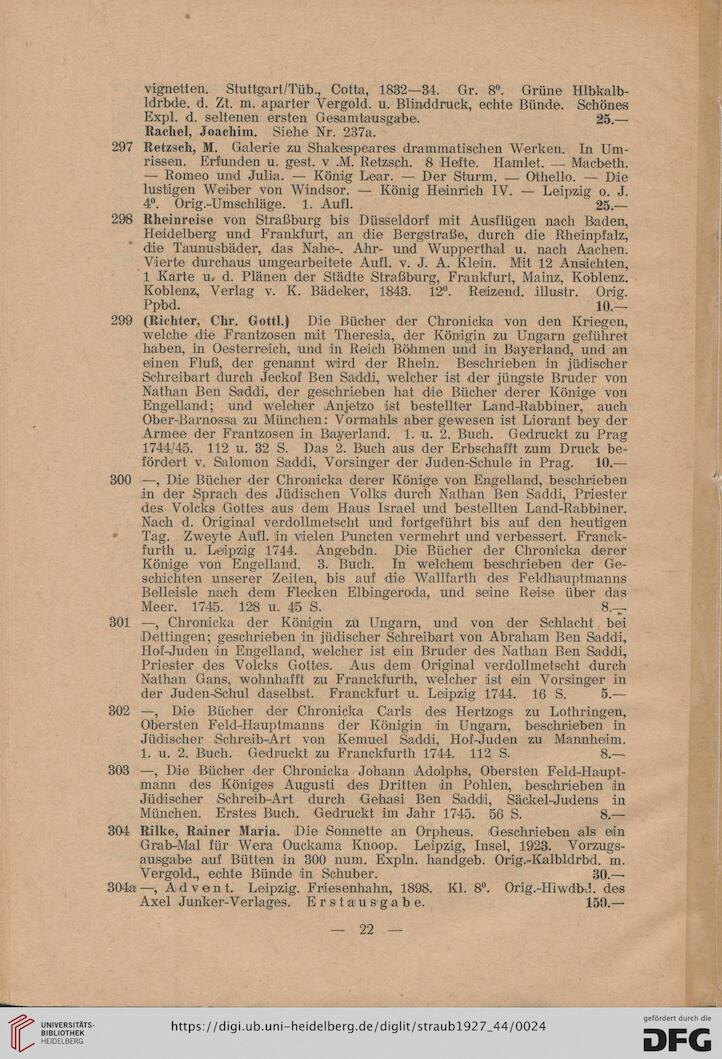 vignetten. Stuttgart/Tüb., Cotta, 1832—34. Gr. 8⁰. Grüne Hlbkalb-
ldrbde. d. Zt. m. aparter Vergold. u. Blinddruck, echte Bünde. Schönes
Expl. d. seltenen ersten Gesamtausgabe. 25.—
Rachel, Joachim. Siehe Nr. 237a.
297 Retzsch, M. Galerie zu Shakespeares dramatischen Werken. In Um-
rissen. Erfunden u. gest. v .M. Retzsch. 8 Hefte. Hamlet. — Macbeth.
— Romeo und Julia. — König Lear. — Der Sturm. — Othello. — Die
lustigen Weiber von Windsor. — König Heinrich IV. — Leipzig o. J.
4⁰. Orig.-Umschläge. 1. Aufl. 25.—
298 Rheinreise von Straßburg bis Düsseldorf mit Ausflügen nach Baden,
Heidelberg und Frankfurt, an die Bergstraße, durch die Rheinpfalz,
die Taunusbäder, das Nahe-, Ahr- und Wupperthal u. nach Aachen.
Vierte durchaus umgearbeitete Aufl. v. J. A. Klein. Mit 12 Ansichten,
1 Karte u. d. Plänen der Städte Straßburg, Frankfurt, Mainz, Koblenz.
Koblenz, Verlag v. K. Bädeker, 1843. 12⁰. Reizend. illustr. Orig.
Ppbd. 10.—
299 (Richter, Chr. Gottl.) Die Bücher der Chronicka von den Kriegen,
welche die Frantzosen mit Theresia, der Königin zu Ungarn geführet
haben, in Oesterreich, und in Reich Böhmen und in Bayerland, und an
einen Fluß, der genannt wird der Rhein. Beschrieben in jüdischer
Schreibart durch Jeckof Ben Saddi, welcher ist der jüngste Bruder von
Nathan Ben Saddi, der geschrieben hat die Bücher derer Könige von
Engelland; und welcher Anjetzo ist bestellter Land-Rabbiner, auch
Ober-Barnossa zu München: Vormahls aber gewesen ist Liorant bey der
Armee der Frantzosen in Bayerland. 1. u. 2. Buch. Gedruckt zu Prag
1744/45. 112 u. 32 S. Das 2. Buch aus der Erbschafft zum Druck be-
fördert v. Salomon Saddi, Vorsinger der Juden-Schule in Prag. 10.—
300 —, Die Bücher der Chronicka derer Könige von Engelland, beschrieben
in der Sprach des Jüdischen Volks durch Nathan Ben Saddi, Priester
des Volcks Gottes aus dem Haus Israel und bestellten Land-Rabbiner.
Nach d. Original verdollmetscht und fortgeführt bis auf den heutigen
Tag. Zweyte Aufl. in vielen Puncten vermehrt und verbessert. Franck-
furth u. Leipzig 1744. Angebdn. Die Bücher der Chronicka derer
Könige von Engelland. 3. Buch. In welchem beschrieben der Ge-
schichten unserer Zeiten, bis auf die Wallfarth des Feldhauptmanns
Belleisle nach dem Flecken Elbingeroda, und seine Reise über das
Meer. 1745. 128 u. 45 S. 8.—
301 —, Chronicka der Königin zu Ungarn, und von der Schlacht bei
Dettingen; geschrieben in jüdischer Schreibart von Abraham Ben Saddi,
Hof-Juden in Engelland, welcher ist ein Bruder des Nathan Ben Saddi,
Priester des Volcks Gottes. Aus dem Original verdollmetscht durch
Nathan Gans, wohnhafft zu Franckfurth, welcher ist ein Vorsinger in
der Juden-Schul daselbst. Franckfurt u. Leipzig 1744. 16 S. 5.—
302 —, Die Bücher der Chronicka Carls des Hertzogs zu Lothringen,
Obersten Feld-Hauptmanns der Königin in Ungarn, beschrieben in
Jüdischer Schreib-Art von Kemuel Saddi, Hof-Juden zu Mannheim.
1. u. 2. Buch. Gedruckt zu Franckfurth 1744. 112 S. 8.—
303 —, Die Bücher der Chronicka Johann Adolphs, Obersten Feld-Haupt-
mann des Königes Augusti des Dritten in Pohlen, beschrieben in
Jüdischer Schreib-Art durch Gehasi Ben Saddi, Säckel-Judens in
München. Erstes Buch. Gedruckt im Jahr 1745. 56 S. 8.—
304 Rilke, Rainer Maria. Die Sonnette an Orpheus. Geschrieben als ein
Grab-Mal für Wera Ouckama Knoop. Leipzig, Insel, 1923. Vorzugs-
ausgabe auf Bütten in 300 num. Expln. handgeb. Orig.-Kalbldrbd. m.
Vergold., echte Bünde in Schuber. 30.—
304a —, Advent. Leipzig. Friesenhahn, 1898. Kl. 8⁰. Orig.-Hlwdbd. des
Axel Junker-Verlages. Erstausgabe. 150.—
— 22 —
UNIVERSITÄTS-
BIBLIOTHEK
HEIDELBERG
https://digi.ub.uni-heidelberg.de/diglit/straub1927_44/0024
gefördert durch die
DFG